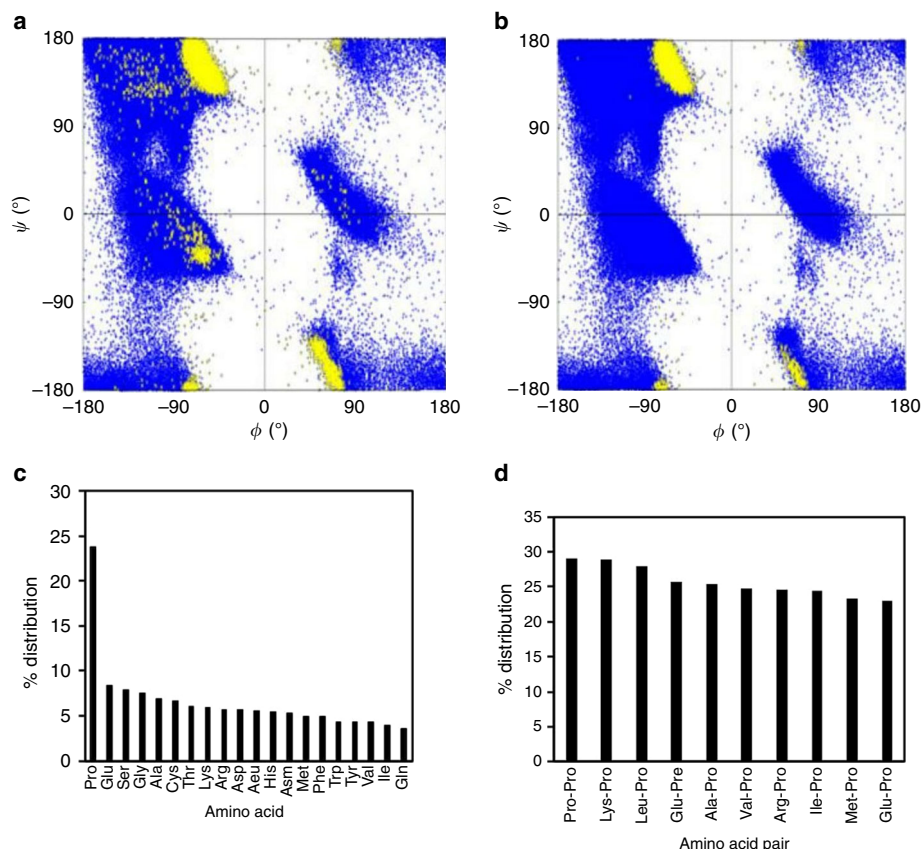 a
b
180
90
0
−90
−180
ψ (°)
−180
−90
0
90
180
ϕ (°)
180
90
0
−90
−180
ψ (°)
−180
−90
0
90
180
ϕ (°)
c
30
25
20
15
10
5
0
% distribution
Pro
Glu
Ser
Gly
Ala
Cys
Thr
Lys
Arg
Asp
Aeu
His
Asm
Met
Phe
Trp
Tyr
Val
Ile
Gln
Amino acid
d
35
30
25
20
15
10
5
0
% distribution
Pro-Pro
Lys-Pro
Leu-Pro
Glu-Pre
Ala-Pro
Val-Pro
Arg-Pro
Ile-Pro
Met-Pro
Glu-Pro
Amino acid pair